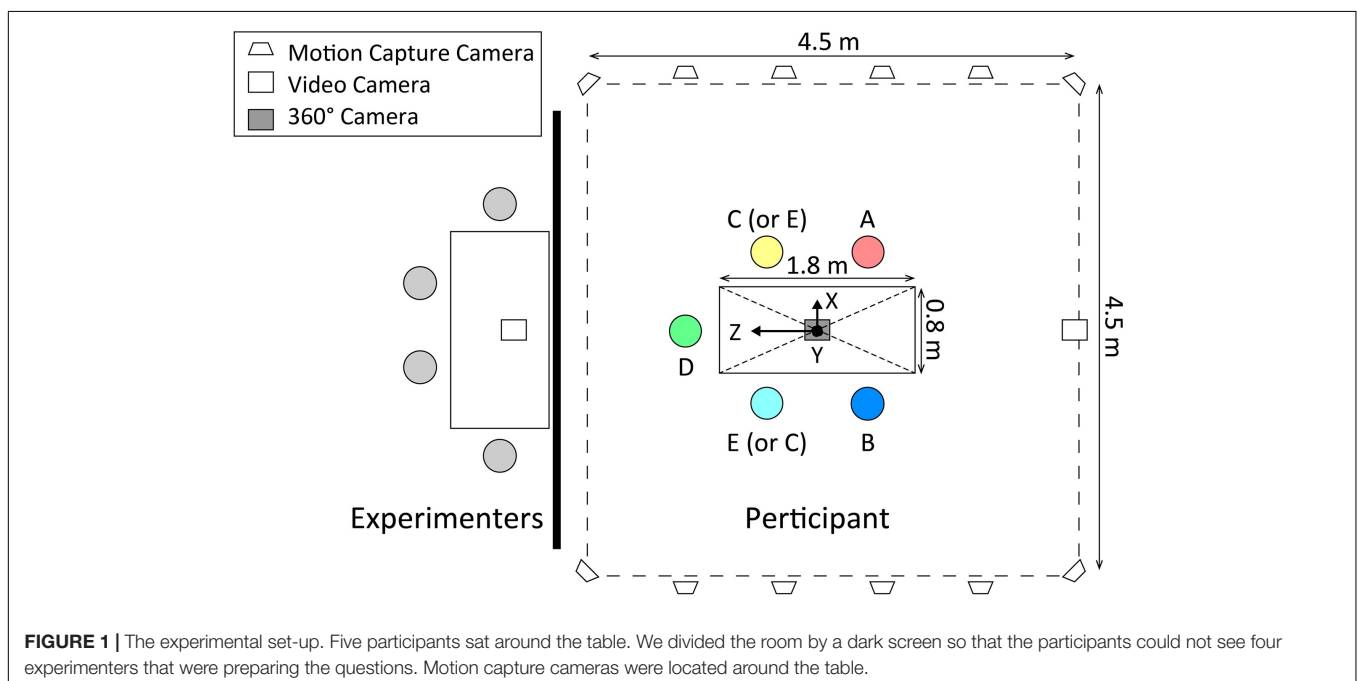 Motion Capture Camera
Video Camera
360° Camera
4.5 m
C (or E)
A
1.8 m
X
0.8 m
4.5 m
Z
Y
D
E (or C)
B
Experimenters
Perticipant
FIGURE 1 | The experimental set-up. Five participants sat around the table. We divided the room by a dark screen so that the participants could not see four
experimenters that were preparing the questions. Motion capture cameras were located around the table.